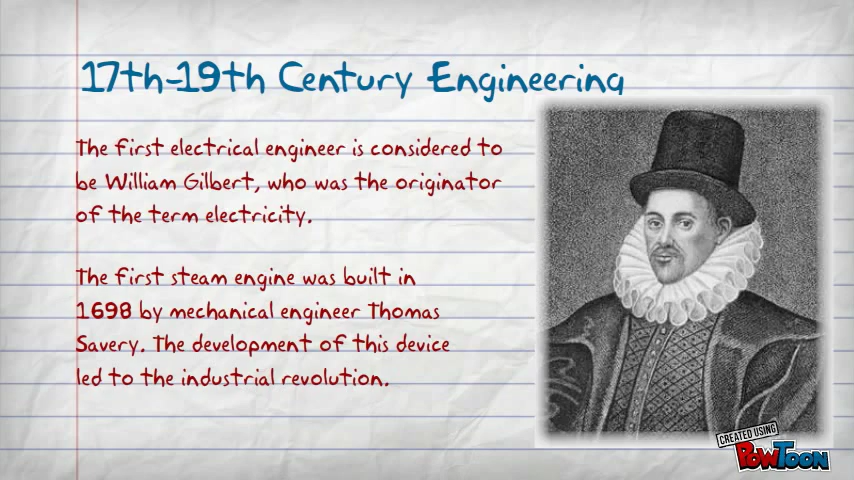 17th-19th Century Engineering
The first electrical engineer is considered to
be William Gilbert, who was the originator
of the term electricity.
The first steam engine was built in
1698 by mechanical engineer Thomas
Savery. The development of this device
led to the industrial revolution.
CREATED USING
POWTOON